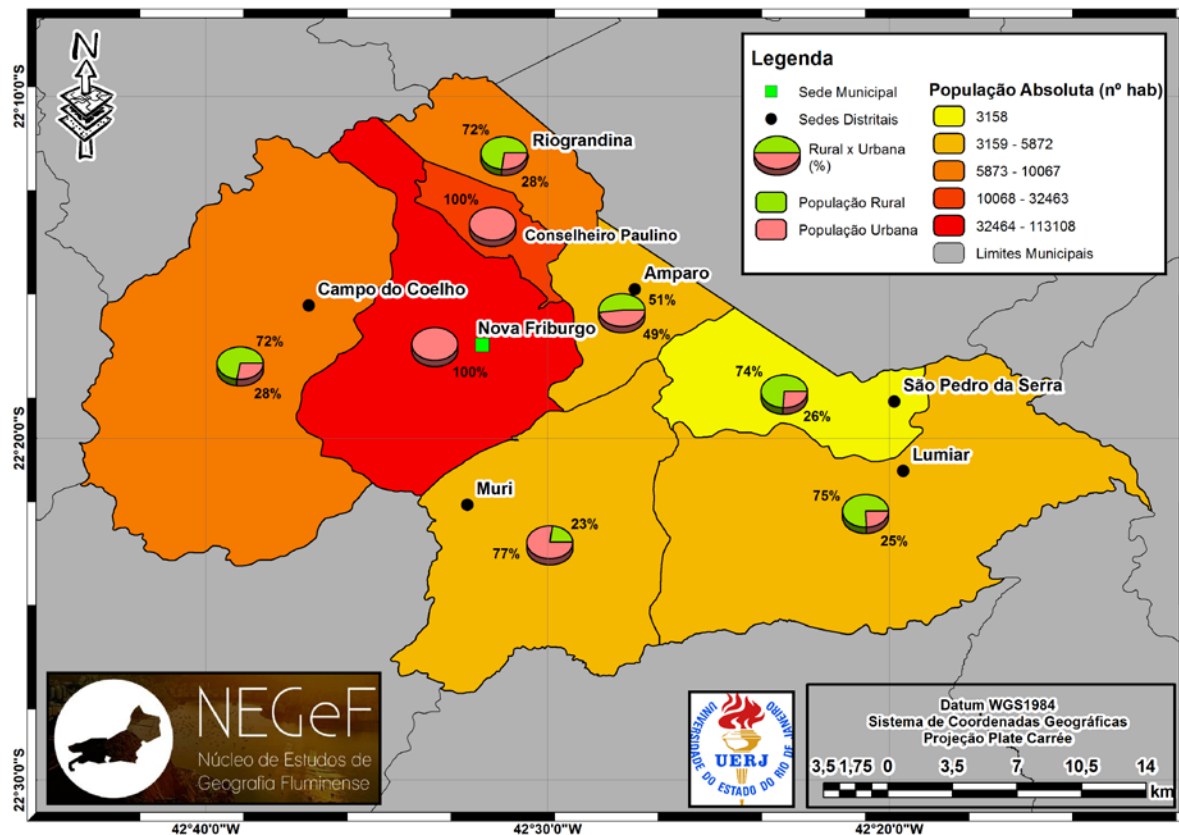 N
Legenda
Sede Municipal
Sedes Distritais
Rural x Urbana
(%)
População Rural
População Urbana
População Absoluta (nº hab)
3158
3159 - 5872
5873 - 10067
10068 - 32463
32464 - 113108
Limites Municipais
72%
Riograndina
28%
100%
Conselheiro Paulino
Amparo
51%
49%
Campo do Coelho
72%
28%
Nova Friburgo
100%
74%
26%
São Pedro da Serra
Lumiar
75%
25%
Muri
23%
77%
22°10'0"S
22°20'0"S
22°30'0"S
42°40'0"W
42°30'0"W
42°20'0"W
NEGeF
Núcleo de Estudos de
Geografia Fluminense
UNIVERSIDADE DO ESTADO DO RIO DE JANEIRO
UERJ
Datum WGS1984
Sistema de Coordenadas Geográficas
Projeção Plate Carrée
3,5 1,75 0 3,5 7 10,5 14
km